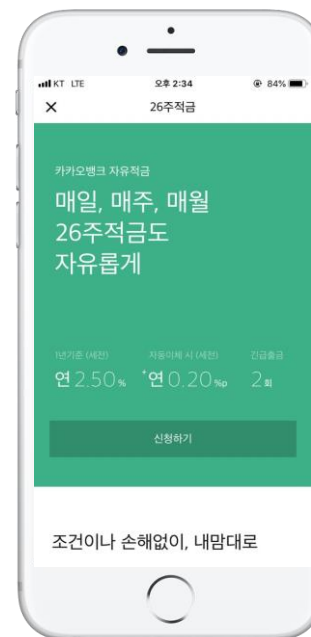 KT LTE 오후 2:34 84%
26주적금
카카오뱅크 자유적금
매일, 매주, 매월
26주적금도
자유롭게
1년기준 (세전) 자동이체 시 (세전) 긴급출금
연 2.50 % *연 0.20 %p 2 회
신청하기
조건이나 손해없이, 내맘대로